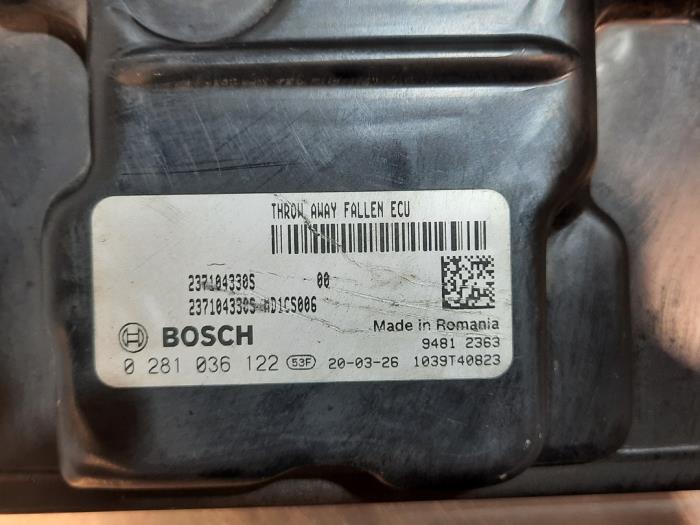 THROW AWAY FALLEN ECU
237104330S 00
237104330S MD1CS006
BOSCH
Made in Romania
9481 2363
0 281 036 122 53F 20-03-26 1039T40823